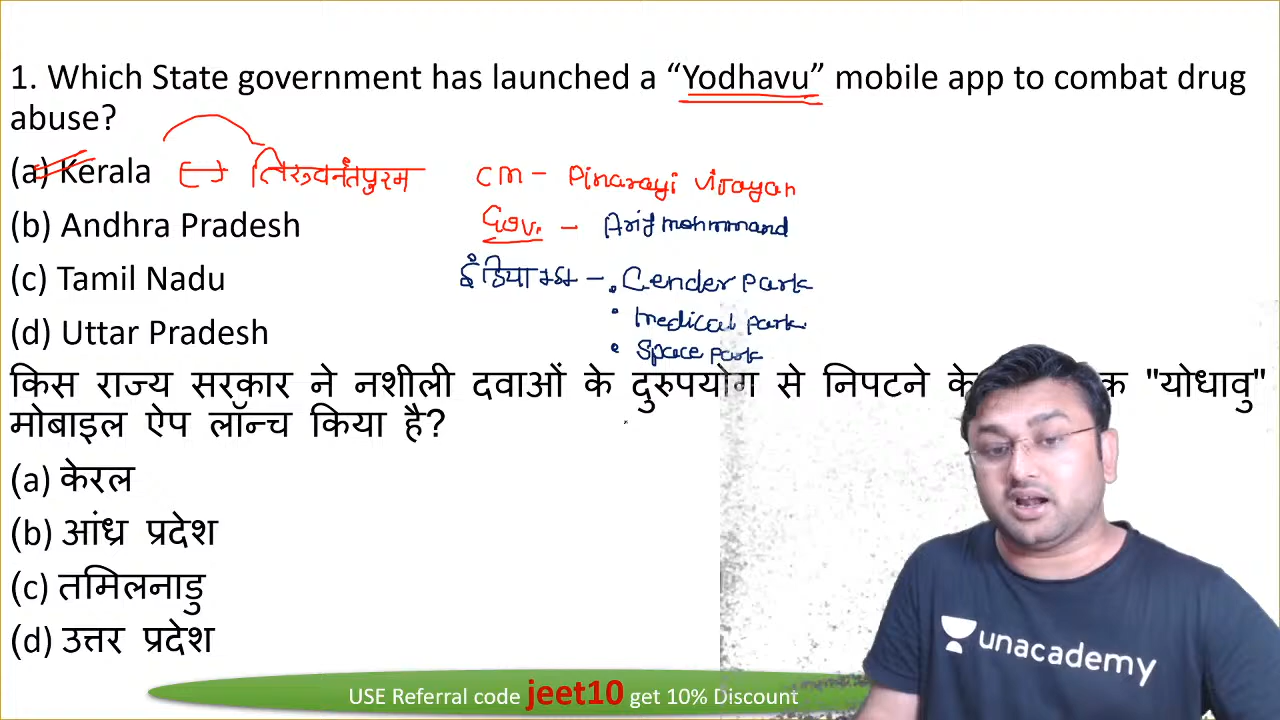 1. Which State government has launched a “Yodhavu” mobile app to combat drug
abuse?
(a) Kerala तिरुवनंतपुरम CM - Pinarayi Vijayan
(b) Andhra Pradesh Gov. - Arif mohmmand
इंडिया - . Gender park
(c) Tamil Nadu
• medical park
(d) Uttar Pradesh
• Space park
किस राज्य सरकार ने नशीली दवाओं के दुरुपयोग से निपटने के क "योधावु"
मोबाइल ऐप लॉन्च किया है?
(a) केरल
(b) आंध्र प्रदेश
(c) तमिलनाडु
(d) उत्तर प्रदेश
unacademy
USE Referral code jeet10 get 10% Discount